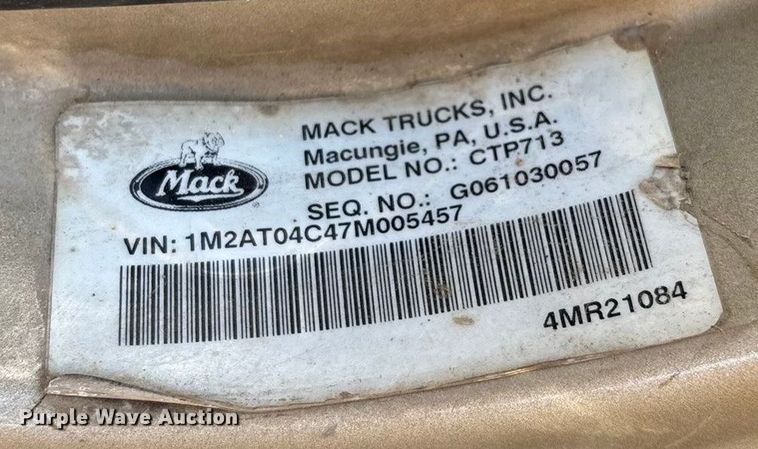 MACK TRUCKS, INC.
Macungie, PA, U.S.A.
MODEL NO.: CTP713
Mack
SEQ. NO.: G061030057
VIN: 1M2AT04C47M005457
4MR21084
Purple Wave Auction